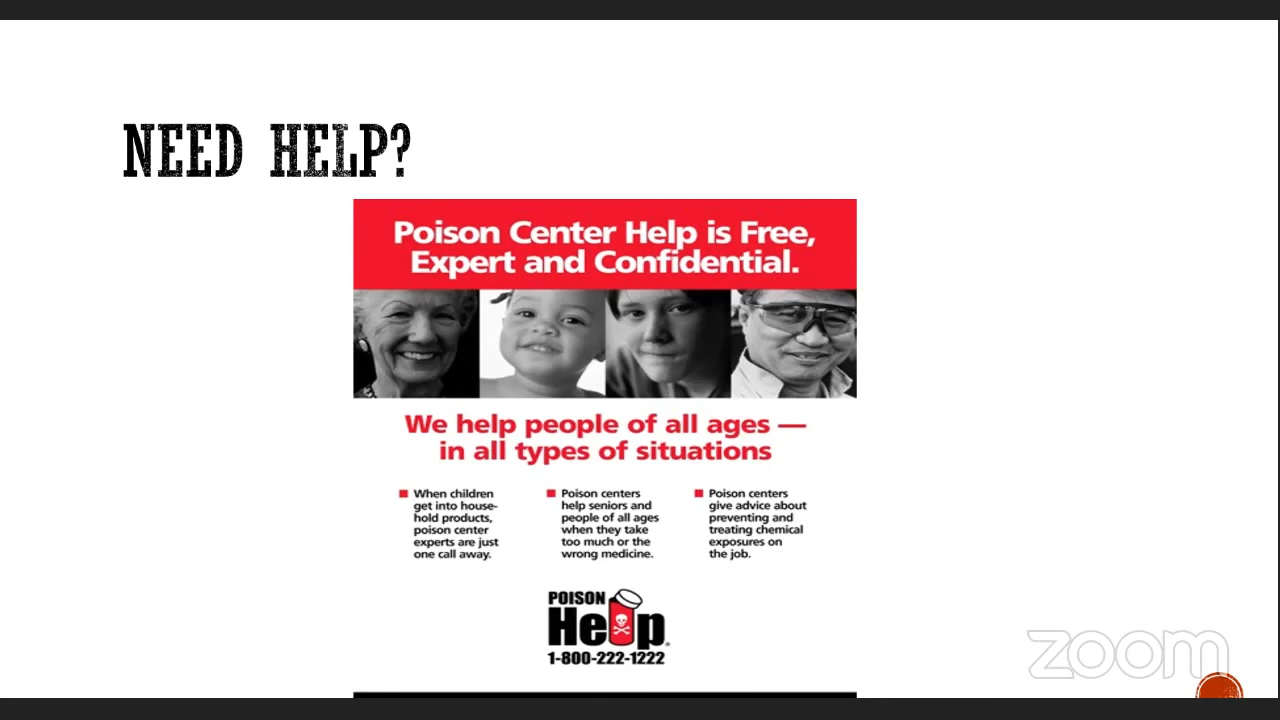 NEED HELP?
Poison Center Help is Free,
Expert and Confidential.
We help people of all ages —
in all types of situations
■ When children
get into house-
hold products,
poison center
experts are just
one call away.
■ Poison centers
help seniors and
people of all ages
when they take
too much or the
wrong medicine.
■ Poison centers
give advice about
preventing and
treating chemical
exposures on
the job.
POISON
Help®
1-800-222-1222
zoom